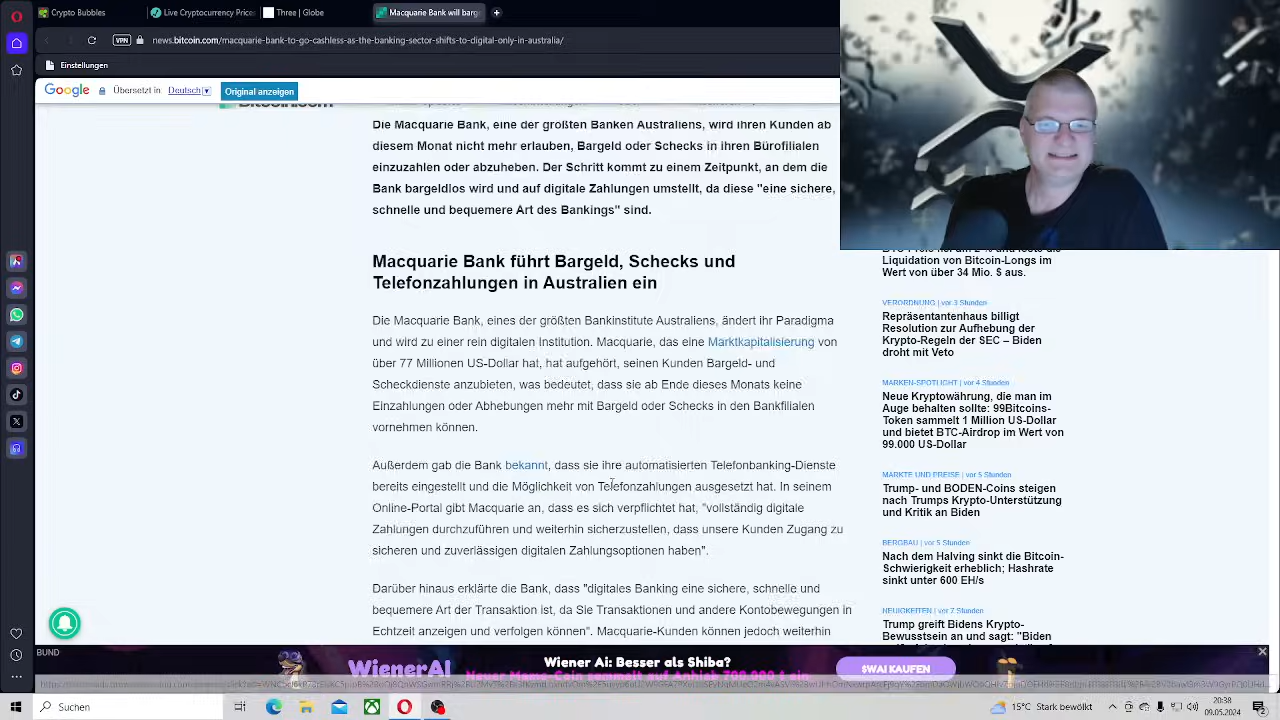 Crypto Bubbles
Live Cryptocurrency Price
Three | Globe
Macquarie Bank will barg
VPN
news.bitcoin.com/macquarie-bank-to-go-cashless-as-the-banking-sector-shifts-to-digital-only-in-australia/
Einstellungen
Google
Übersetzt in
Deutsch
Original anzeigen
Die Macquarie Bank, eine der größten Banken Australiens, wird ihren Kunden ab
diesem Monat nicht mehr erlauben, Bargeld oder Schecks in ihren Bürofilialen
einzuzahlen oder abzuheben. Der Schritt kommt zu einem Zeitpunkt, an dem die
Bank bargeldlos wird und auf digitale Zahlungen umstellt, da diese "eine sichere,
schnelle und bequemere Art des Bankings" sind.
Macquarie Bank führt Bargeld, Schecks und
Telefonzahlungen in Australien ein
Die Macquarie Bank, eines der größten Bankinstitute Australiens, ändert ihr Paradigma
und wird zu einer rein digitalen Institution. Macquarie, das eine Marktkapitalisierung von
über 77 Millionen US-Dollar hat, hat aufgehört, seinen Kunden Bargeld- und
Scheckdienste anzubieten, was bedeutet, dass sie ab Ende dieses Monats keine
Einzahlungen oder Abhebungen mehr mit Bargeld oder Schecks in den Bankfilialen
vornehmen können.
Außerdem gab die Bank bekannt, dass sie ihre automatisierten Telefonbanking-Dienste
bereits eingestellt und die Möglichkeit von Telefonzahlungen ausgesetzt hat. In seinem
Online-Portal gibt Macquarie an, dass es sich verpflichtet hat, "vollständig digitale
Zahlungen durchzuführen und weiterhin sicherzustellen, dass unsere Kunden Zugang zu
sicheren und zuverlässigen digitalen Zahlungsoptionen haben".
Darüber hinaus erklärte die Bank, dass "digitales Banking eine sichere, schnelle und
bequemere Art der Transaktion ist, da Sie Transaktionen und andere Kontobewegungen in
Echtzeit anzeigen und verfolgen können". Macquarie-Kunden können jedoch weiterhin
Liquidation von Bitcoin-Longs im
Wert von über 34 Mio. $ aus.
VERORDNUNG | vor 3 Stunden
Repräsentantenhaus billigt
Resolution zur Aufhebung der
Krypto-Regeln der SEC – Biden
droht mit Veto
MARKEN-SPOTLIGHT | vor 4 Stunden
Neue Kryptowährung, die man im
Auge behalten sollte: 99Bitcoins-
Token sammelt 1 Million US-Dollar
und bietet BTC-Airdrop im Wert von
99.000 US-Dollar
MÄRKTE UND PREISE | vor 5 Stunden
Trump- und BODEN-Coins steigen
nach Trumps Krypto-Unterstützung
und Kritik an Biden
BERGBAU | vor 5 Stunden
Nach dem Halving sinkt die Bitcoin-
Schwierigkeit erheblich; Hashrate
sinkt unter 600 EH/s
NEUIGKEITEN | vor 7 Stunden
Trump greift Bidens Krypto-
Bewusstsein an und sagt: "Biden
BUND
WienerAI
Wiener Ai: Besser als Shiba?
Neuer Meme-Coin sammelt Auf Anhieb 700.000 $ ein
$WAI KAUFEN
Suchen
15°C Stark bewölkt
20:38
09.05.2024